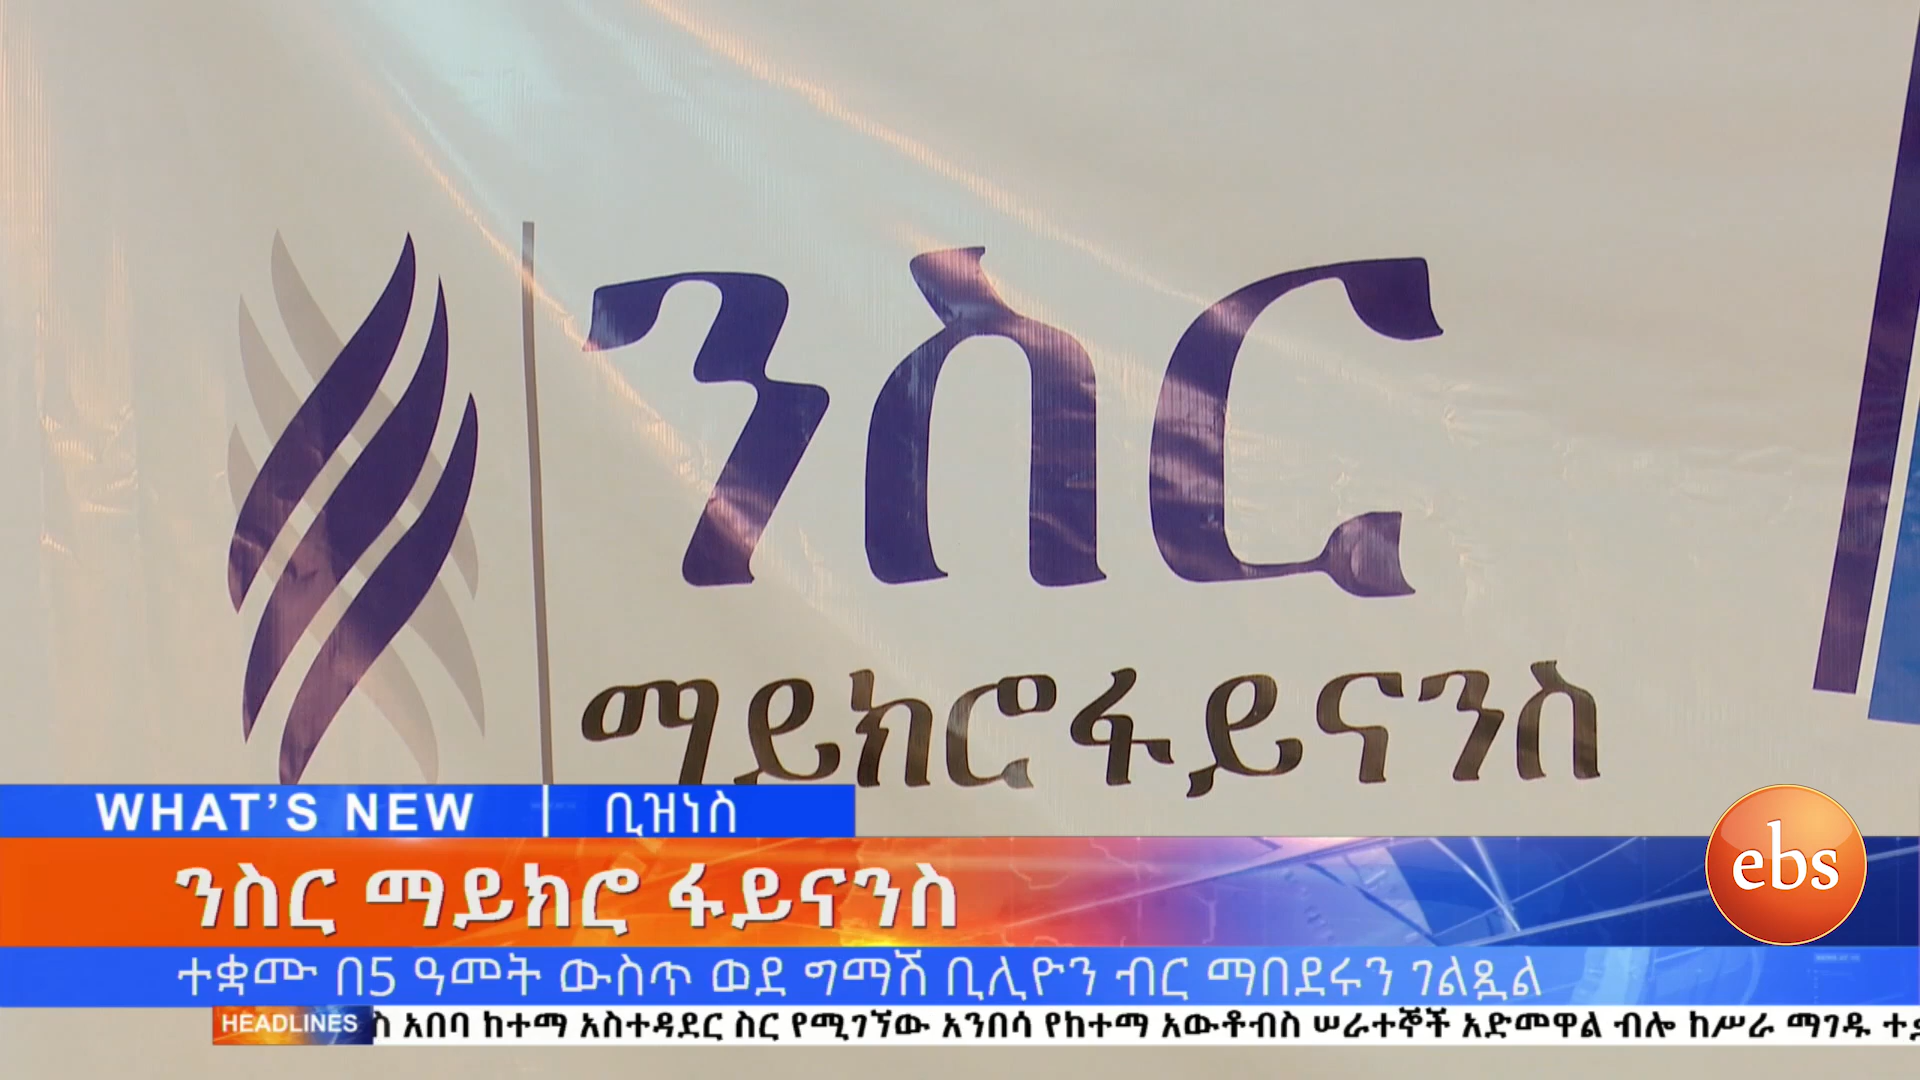 ንስር
ማይክሮፋይናንስ
WHAT'S NEW | ቢዝነስ
ንስር ማይክሮ ፋይናንስ
ebs
ተቋሙ በ5 ዓመት ውስጥ ወደ ግማሽ ቢሊዮን ብር ማበደሩን ገልጿል
HEADLINES ስ አበባ ከተማ አስተዳደር ስር የሚገኘው አንበሳ የከተማ አውቶብስ ሠራተኞች አድመዋል ብሎ ከሥራ ማገዱ